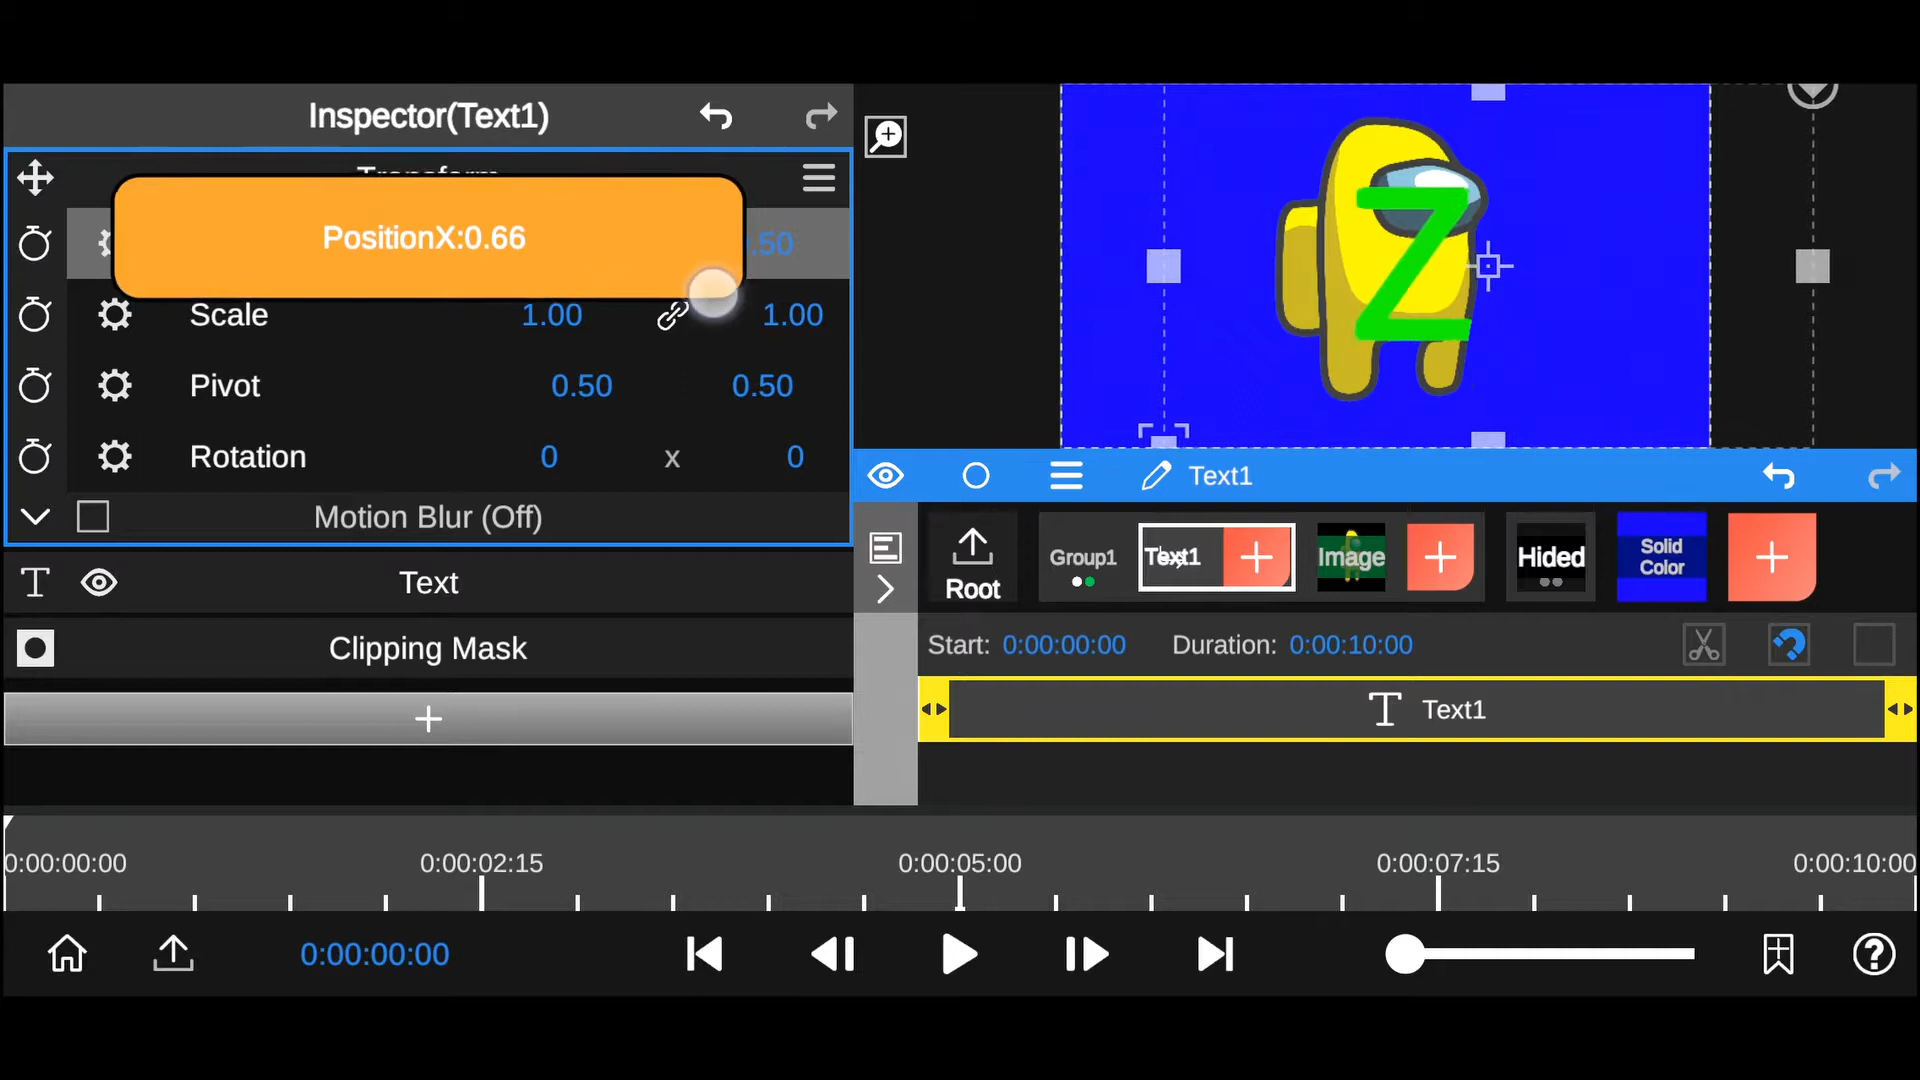 Inspector(Text1)
PositionX:0.66
.50
Scale 1.00 1.00
Pivot 0.50 0.50
Rotation 0 x 0
Motion Blur (Off)
Text
Clipping Mask
+
Z
Text1
Root
Group1
Text1
Image
Hided
Solid
Color
Start: 0:00:00:00 Duration: 0:00:10:00
T Text1
0:00:00:00 0:00:02:15 0:00:05:00 0:00:07:15 0:00:10:00
0:00:00:00